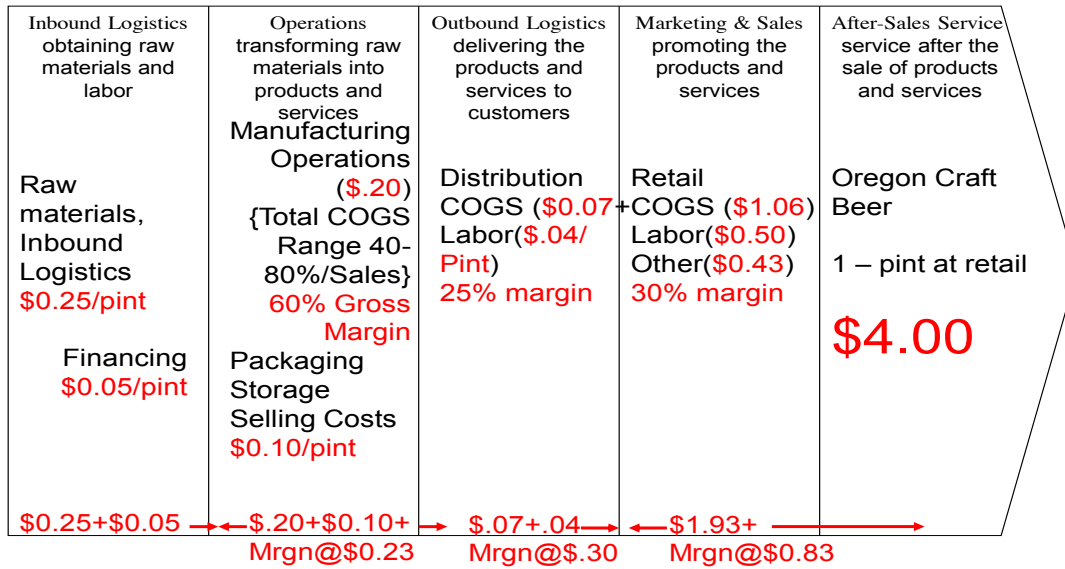 Inbound Logistics
obtaining raw
materials and
labor
Raw
materials,
Inbound
Logistics
$0.25/pint
Financing
$0.05/pint
Operations
transforming raw
materials into
products and
services
Manufacturing
Operations
($.20)
{Total COGS
Range 40-
80%/Sales}
60% Gross
Margin
Packaging
Storage
Selling Costs
$0.10/pint
Outbound Logistics
delivering the
products and
services to
customers
Distribution
COGS ($0.07+
Labor($.04/
Pint)
25% margin
Marketing & Sales
promoting the
products and
services
Retail
COGS ($1.06)
Labor($0.50)
Other($0.43)
30% margin
After-Sales Service
service after the
sale of products
and services
Oregon Craft
Beer
1 – pint at retail
$4.00
$0.25+$0.05
$.20+$0.10+
Mrgn@$0.23
$.07+.04
Mrgn@$.30
$1.93+
Mrgn@$0.83